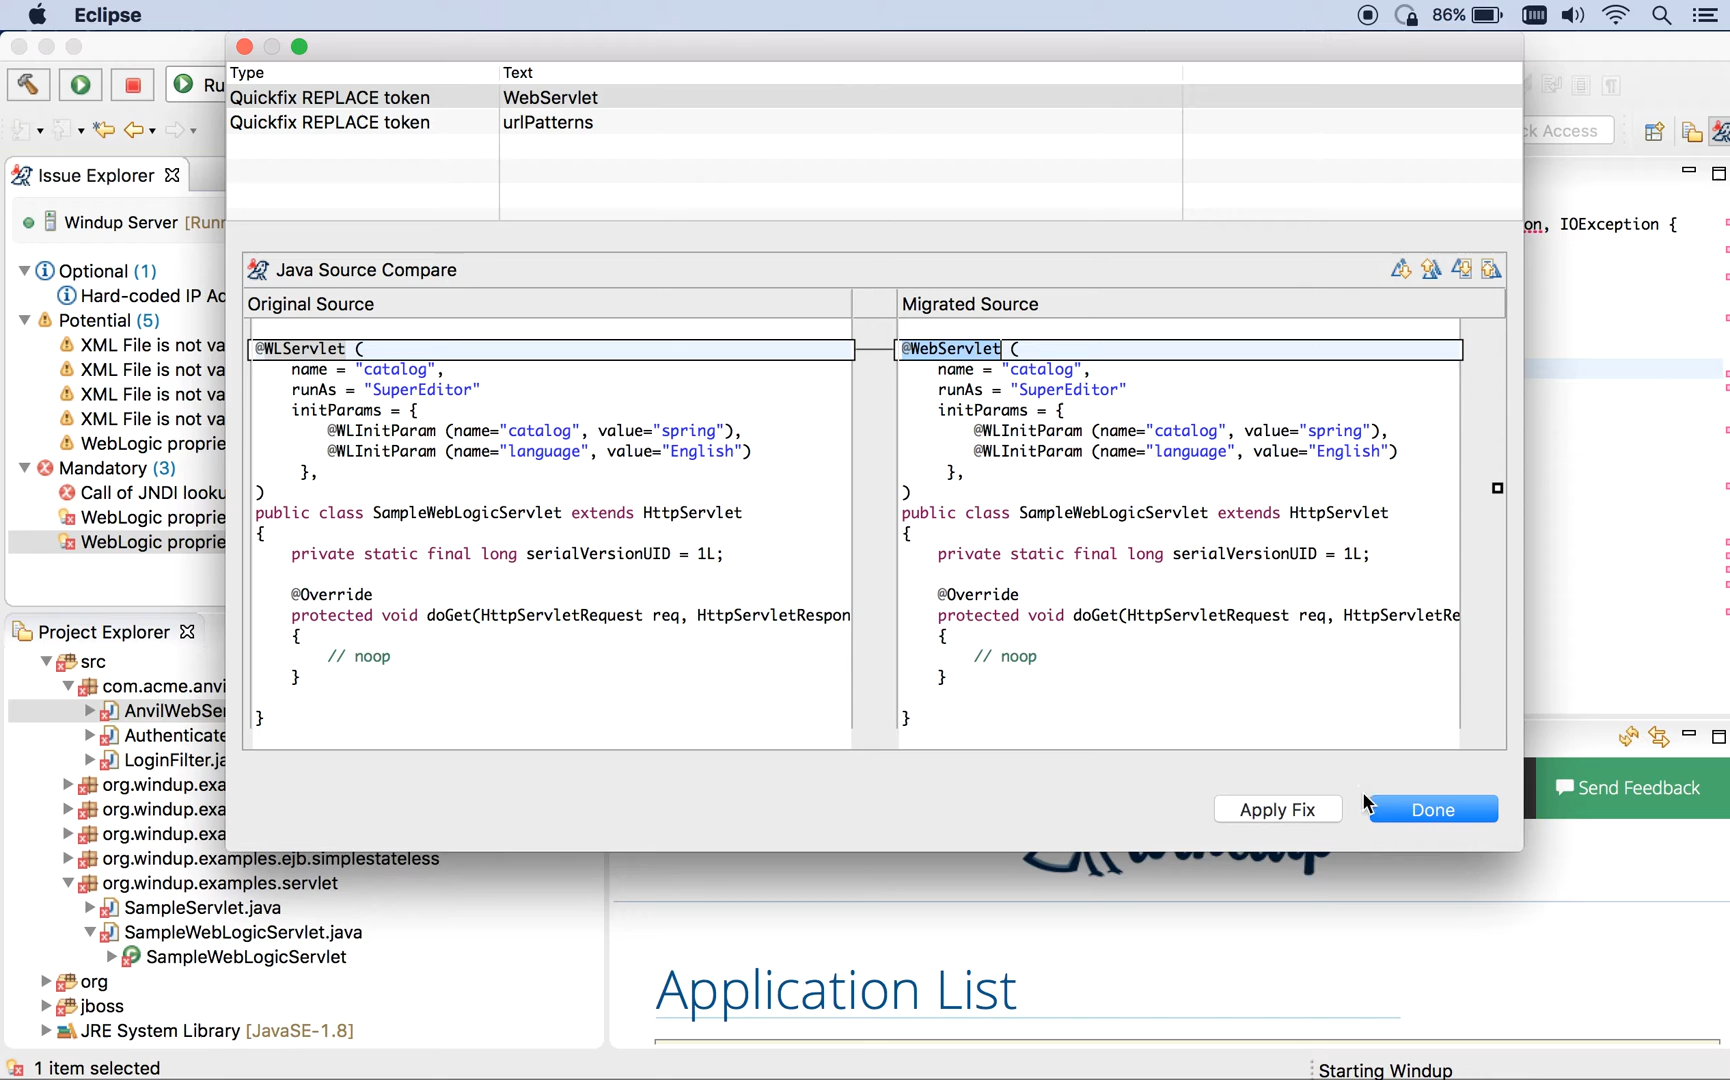 Eclipse
86%
Ru
ck Access
Type Text
Quickfix REPLACE token WebServlet
Quickfix REPLACE token urlPatterns
Issue Explorer
Windup Server [Runn
Optional (1)
Hard-coded IP Ad
Potential (5)
XML File is not va
XML File is not va
XML File is not va
XML File is not va
WebLogic proprie
Mandatory (3)
Call of JNDI looku
WebLogic proprie
WebLogic proprie
on, IOException {
Java Source Compare
Original Source
@WLServlet (
name = "catalog",
runAs = "SuperEditor"
initParams = {
@WLInitParam (name="catalog", value="spring"),
@WLInitParam (name="language", value="English")
},
)
public class SampleWebLogicServlet extends HttpServlet
{
private static final long serialVersionUID = 1L;
@Override
protected void doGet(HttpServletRequest req, HttpServletRespon
{
// noop
}
}
Migrated Source
@WebServlet (
name = "catalog",
runAs = "SuperEditor"
initParams = {
@WLInitParam (name="catalog", value="spring"),
@WLInitParam (name="language", value="English")
},
)
public class SampleWebLogicServlet extends HttpServlet
{
private static final long serialVersionUID = 1L;
@Override
protected void doGet(HttpServletRequest req, HttpServletRe
{
// noop
}
}
Apply Fix
Done
Project Explorer
src
com.acme.anvi
AnvilWebSer
Authenticate
LoginFilter.ja
org.windup.exa
org.windup.exa
org.windup.exa
org.windup.examples.ejb.simplestateless
org.windup.examples.servlet
SampleServlet.java
SampleWebLogicServlet.java
SampleWebLogicServlet
org
jboss
JRE System Library [JavaSE-1.8]
Send Feedback
Application List
1 item selected
Starting Windup